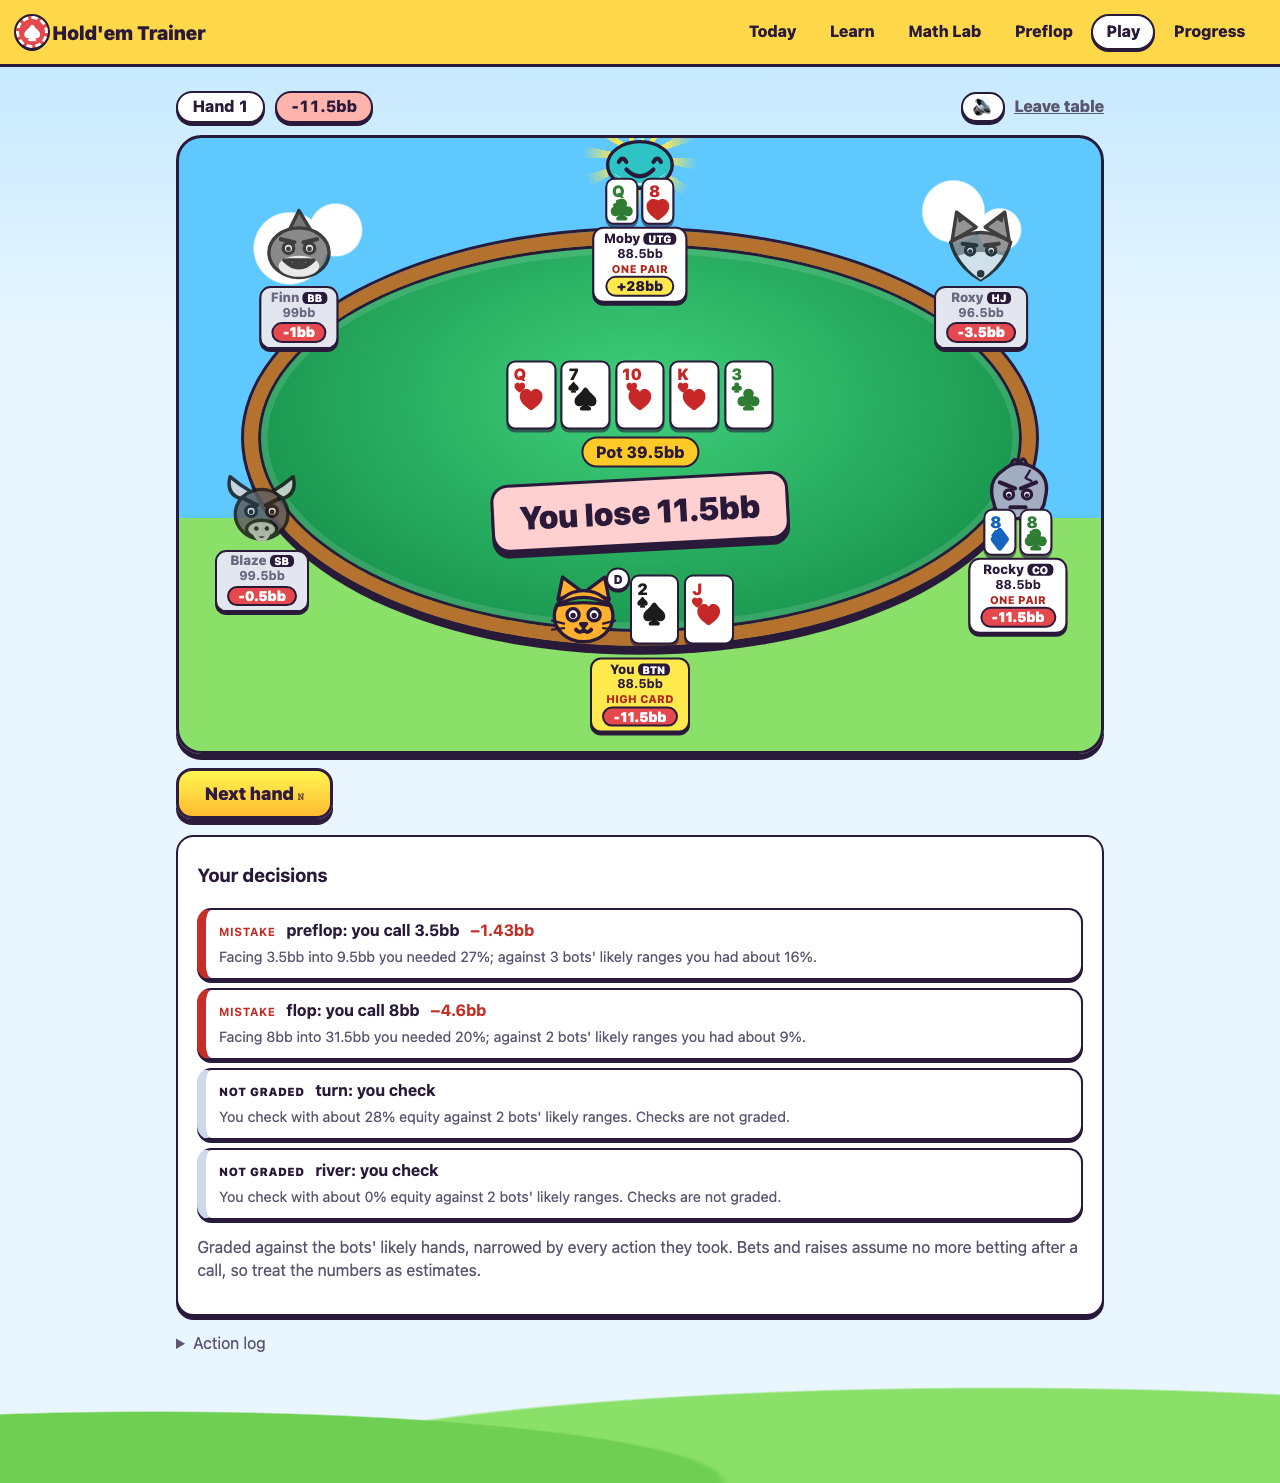 Hold'em Trainer
Today
Learn
Math Lab
Preflop
Play
Progress
Hand 1
-11.5bb
Leave table
Q
8
Moby UTG
88.5bb
ONE PAIR
+28bb
Finn BB
99bb
-1bb
Roxy HJ
96.5bb
-3.5bb
Q
7
10
K
3
Pot 39.5bb
You lose 11.5bb
Blaze SB
99.5bb
-0.5bb
8
8
Rocky CO
88.5bb
ONE PAIR
-11.5bb
D
2
J
You BTN
88.5bb
HIGH CARD
-11.5bb
Next hand N
Your decisions
MISTAKE preflop: you call 3.5bb −1.43bb
Facing 3.5bb into 9.5bb you needed 27%; against 3 bots' likely ranges you had about 16%.
MISTAKE flop: you call 8bb −4.6bb
Facing 8bb into 31.5bb you needed 20%; against 2 bots' likely ranges you had about 9%.
NOT GRADED turn: you check
You check with about 28% equity against 2 bots' likely ranges. Checks are not graded.
NOT GRADED river: you check
You check with about 0% equity against 2 bots' likely ranges. Checks are not graded.
Graded against the bots' likely hands, narrowed by every action they took. Bets and raises assume no more betting after a
call, so treat the numbers as estimates.
Action log